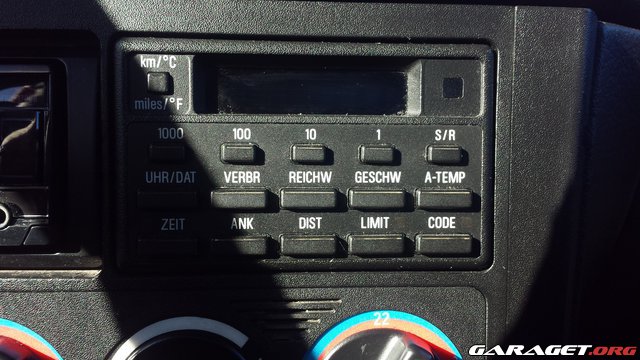 km/°C
miles/°F
1000 100 10 1 S/R
UHR/DAT VERBR REICHW GESCHW A-TEMP
ZEIT ANK DIST LIMIT CODE
22
GARAGET.ORG